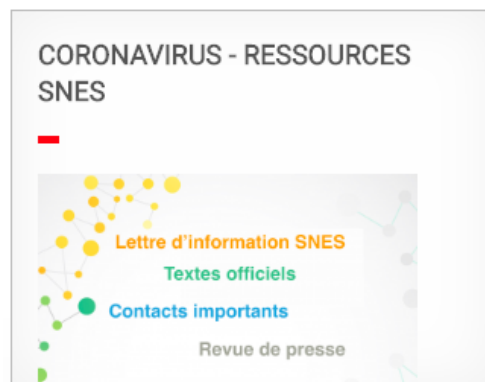 CORONAVIRUS - RESSOURCES
SNES
Lettre d'information SNES
Textes officiels
Contacts importants
Revue de presse